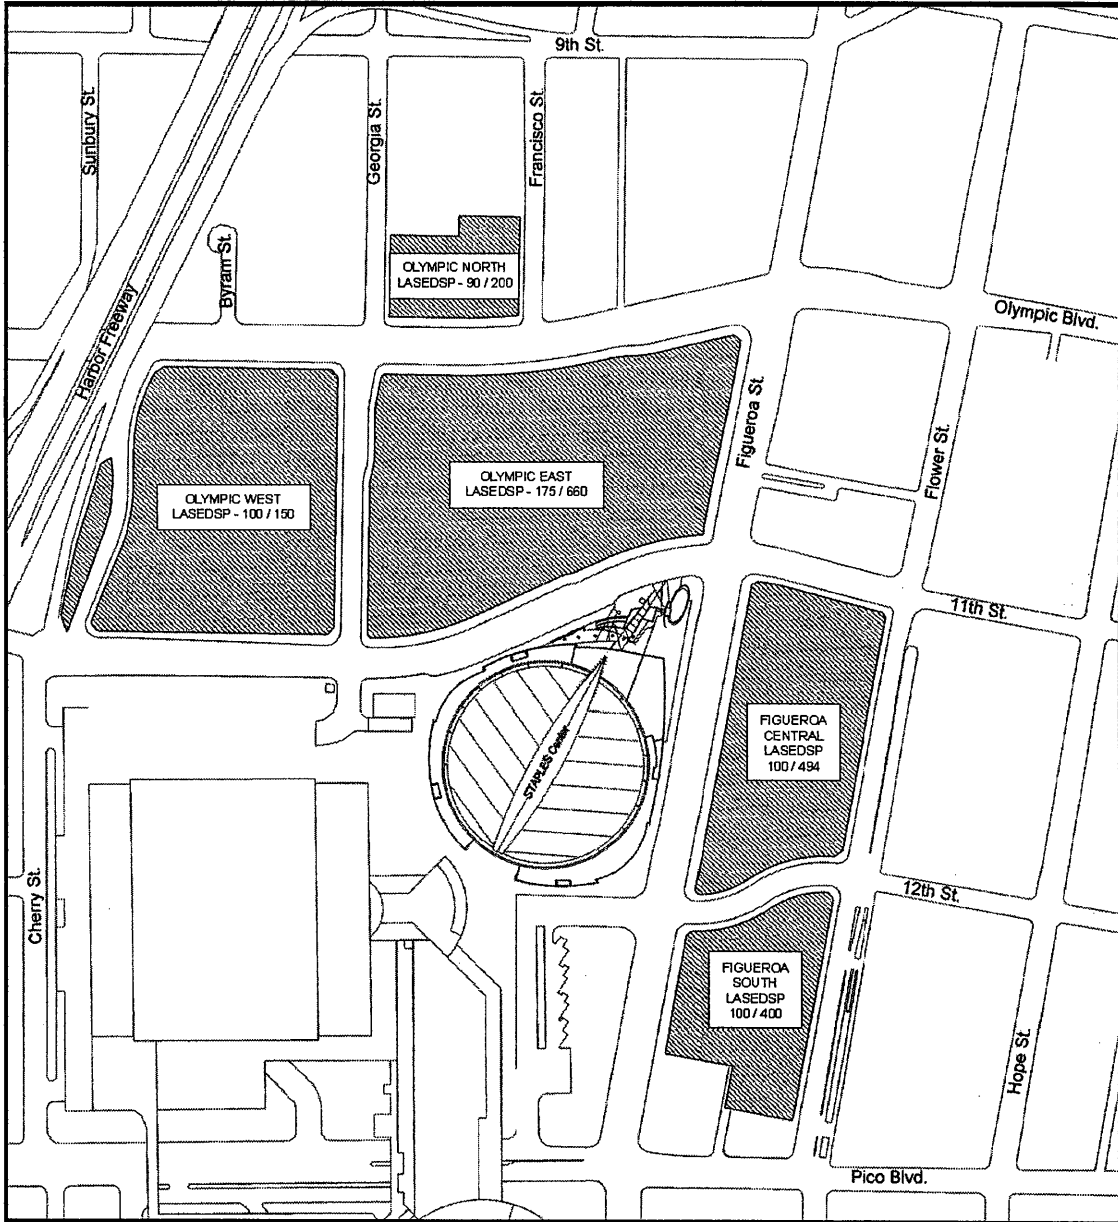 9th St.
Sunbury St.
Georgia St.
Francisco St.
Byram St.
OLYMPIC NORTH
LASEDSP - 90 / 200
Harbor Freeway
Olympic Blvd.
Figueroa St.
Flower St.
OLYMPIC WEST
LASEDSP - 100 / 150
OLYMPIC EAST
LASEDSP - 175 / 660
11th St.
FIGUEROA
CENTRAL
LASEDSP
100 / 494
STAPLES Center
Cherry St.
12th St.
FIGUEROA
SOUTH
LASEDSP
100 / 400
Hope St.
Pico Blvd.